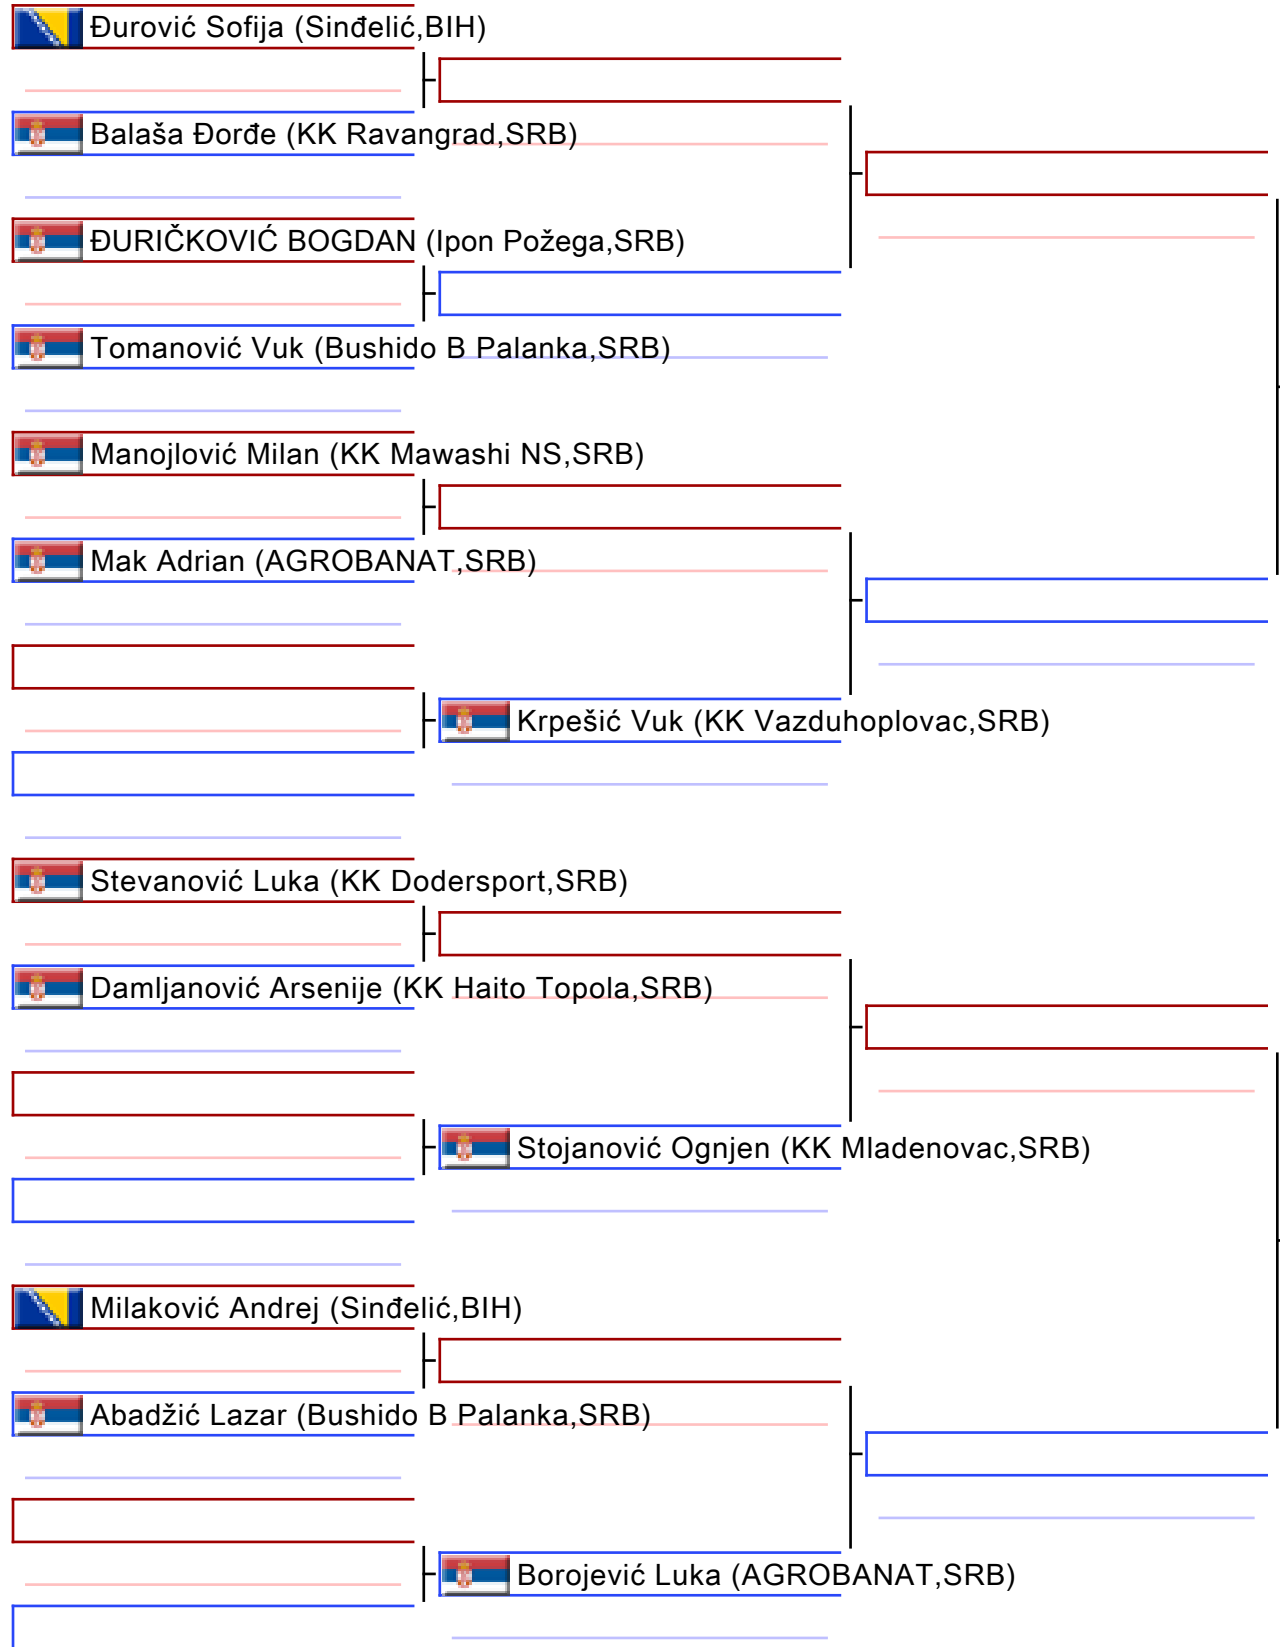 Đurović Sofija (Sinđelić,BIH)
Balaša Đorđe (KK Ravangrad,SRB)
ĐURIČKOVIĆ BOGDAN (Ipon Požega,SRB)
Tomanović Vuk (Bushido B Palanka,SRB)
Manojlović Milan (KK Mawashi NS,SRB)
Mak Adrian (AGROBANAT,SRB)
Krpešić Vuk (KK Vazduhoplovac,SRB)
Stevanović Luka (KK Dodersport,SRB)
Damljanović Arsenije (KK Haito Topola,SRB)
Stojanović Ognjen (KK Mladenovac,SRB)
Milaković Andrej (Sinđelić,BIH)
Abadžić Lazar (Bushido B Palanka,SRB)
Borojević Luka (AGROBANAT,SRB)